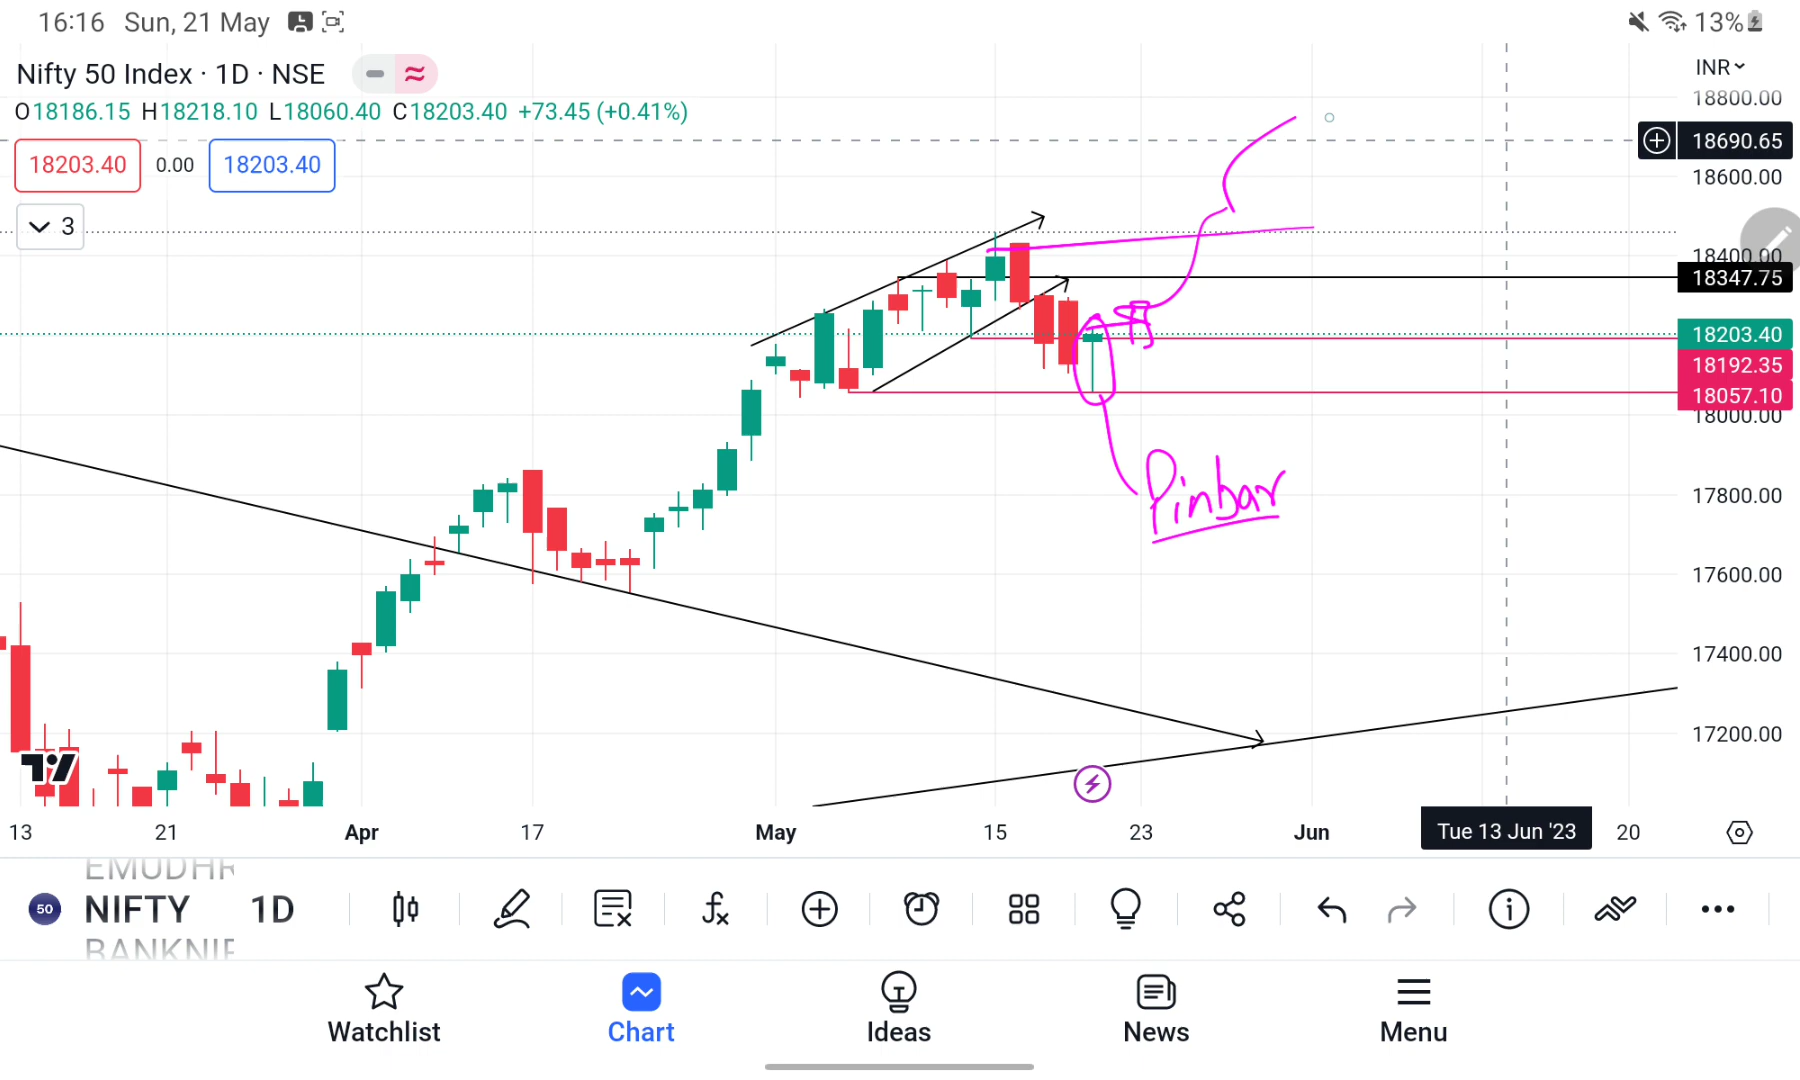 16:16 Sun, 21 May
13%
Nifty 50 Index · 1D · NSE
O18186.15 H18218.10 L18060.40 C18203.40 +73.45 (+0.41%)
18203.40 0.00 18203.40
3
INR
18800.00
18690.65
18600.00
18400.00
18347.75
18203.40
18192.35
18057.10
18000.00
17800.00
17600.00
17400.00
17200.00
Pinbar
13 21 Apr 17 May 15 23 Jun Tue 13 Jun '23 20
EMUDHR
50 NIFTY 1D
BANKNIF
Watchlist Chart Ideas News Menu